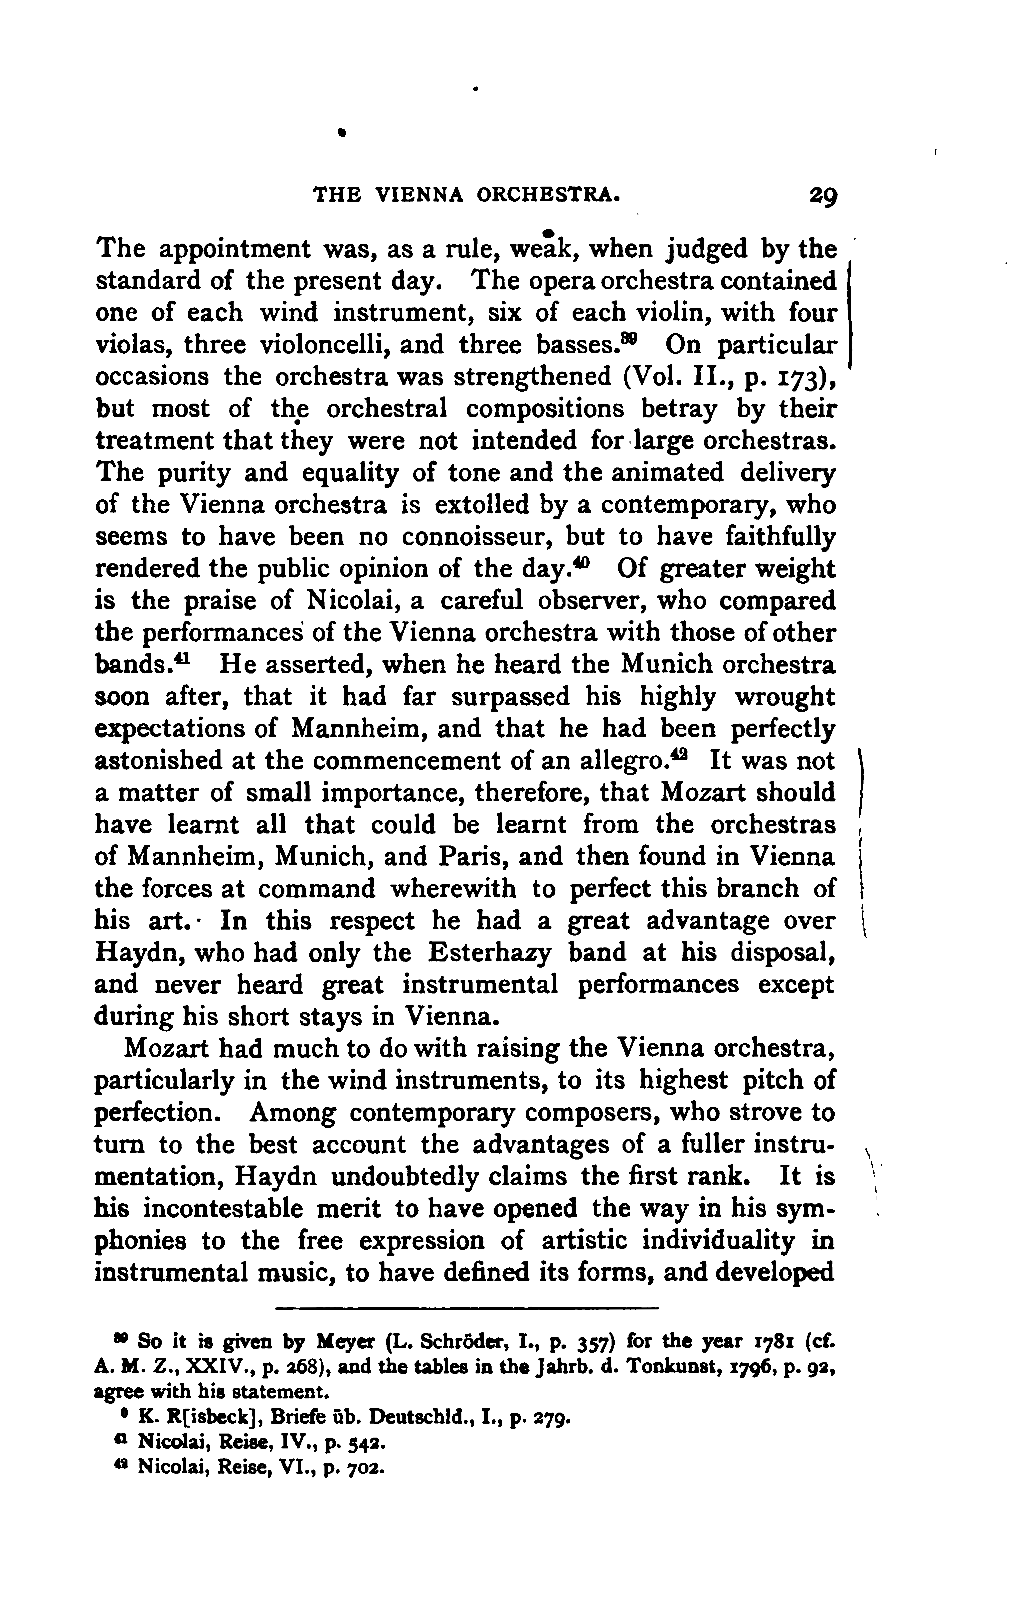 THE VIENNA ORCHESTRA. 29
The appointment was, as a rule, weak, when judged by the
standard of the present day. The opera orchestra contained
one of each wind instrument, six of each violin, with four
violas, three violoncelli, and three basses.³⁹ On particular
occasions the orchestra was strengthened (Vol. II., p. 173),
but most of the orchestral compositions betray by their
treatment that they were not intended for large orchestras.
The purity and equality of tone and the animated delivery
of the Vienna orchestra is extolled by a contemporary, who
seems to have been no connoisseur, but to have faithfully
rendered the public opinion of the day.⁴⁰ Of greater weight
is the praise of Nicolai, a careful observer, who compared
the performances of the Vienna orchestra with those of other
bands.⁴¹ He asserted, when he heard the Munich orchestra
soon after, that it had far surpassed his highly wrought
expectations of Mannheim, and that he had been perfectly
astonished at the commencement of an allegro.⁴² It was not
a matter of small importance, therefore, that Mozart should
have learnt all that could be learnt from the orchestras
of Mannheim, Munich, and Paris, and then found in Vienna
the forces at command wherewith to perfect this branch of
his art. In this respect he had a great advantage over
Haydn, who had only the Esterhazy band at his disposal,
and never heard great instrumental performances except
during his short stays in Vienna.
Mozart had much to do with raising the Vienna orchestra,
particularly in the wind instruments, to its highest pitch of
perfection. Among contemporary composers, who strove to
turn to the best account the advantages of a fuller instru-
mentation, Haydn undoubtedly claims the first rank. It is
his incontestable merit to have opened the way in his sym-
phonies to the free expression of artistic individuality in
instrumental music, to have defined its forms, and developed
³⁹ So it is given by Meyer (L. Schröder, I., p. 357) for the year 1781 (cf.
A. M. Z., XXIV., p. 268), and the tables in the Jahrb. d. Tonkunst, 1796, p. 92,
agree with his statement.
K. R[isbeck], Briefe üb. Deutschld., I., p. 279.
⁴¹ Nicolai, Reise, IV., p. 542.
⁴² Nicolai, Reise, VI., p. 702.